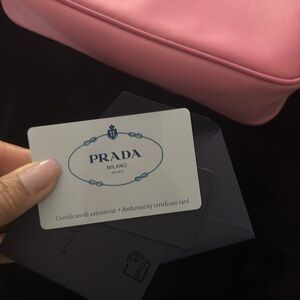 PRADA
MILANO
Certificato di autenticità • Authenticity certificate card